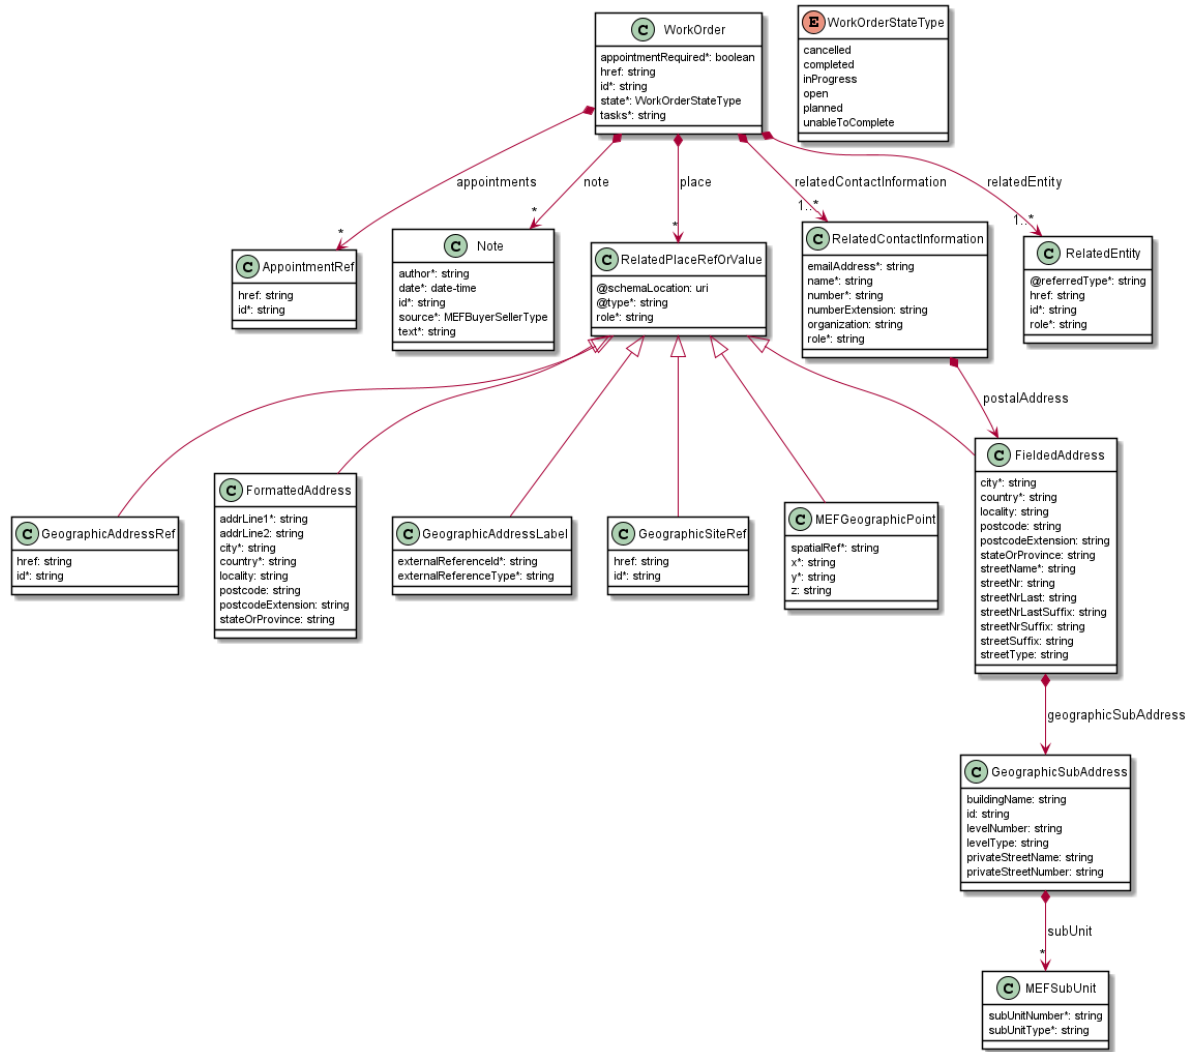 C WorkOrder
appointmentRequired*: boolean
href: string
id*: string
state*: WorkOrderStateType
tasks*: string
E WorkOrderStateType
cancelled
completed
inProgress
open
planned
unableToComplete
appointments
note
place
relatedContactInformation
relatedEntity
*
*
*
1..*
1..*
C AppointmentRef
href: string
id*: string
C Note
author*: string
date*: date-time
id*: string
source*: MEFBuyerSellerType
text*: string
C RelatedPlaceRefOrValue
@schemaLocation: uri
@type*: string
role*: string
C RelatedContactInformation
emailAddress*: string
name*: string
number*: string
numberExtension: string
organization: string
role*: string
C RelatedEntity
@referredType*: string
href: string
id*: string
role*: string
postalAddress
C GeographicAddressRef
href: string
id*: string
C FormattedAddress
addrLine1*: string
addrLine2: string
city*: string
country*: string
locality: string
postcode: string
postcodeExtension: string
stateOrProvince: string
C GeographicAddressLabel
externalReferenceId*: string
externalReferenceType*: string
C GeographicSiteRef
href: string
id*: string
C MEFGeographicPoint
spatialRef*: string
x*: string
y*: string
z: string
C FieldedAddress
city*: string
country*: string
locality: string
postcode: string
postcodeExtension: string
stateOrProvince: string
streetName*: string
streetNr: string
streetNrLast: string
streetNrLastSuffix: string
streetNrSuffix: string
streetSuffix: string
streetType: string
geographicSubAddress
C GeographicSubAddress
buildingName: string
id: string
levelNumber: string
levelType: string
privateStreetName: string
privateStreetNumber: string
subUnit
*
C MEFSubUnit
subUnitNumber*: string
subUnitType*: string